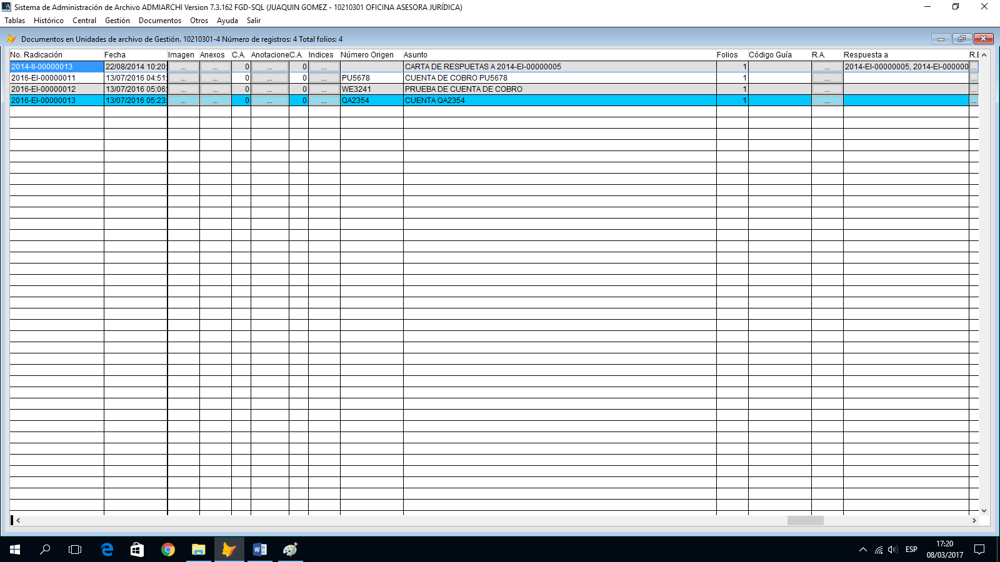 Sistema de Administración de Archivo ADMIARCHI Version 7.3.162 FGD-SQL (JUAQUIN GOMEZ - 10210301 OFICINA ASESORA JURÍDICA)
Tablas Histórico Central Gestión Documentos Otros Ayuda Salir
Documentos en Unidades de archivo de Gestión. 10210301-4 Número de registros: 4 Total folios: 4
No. Radicación Fecha Imagen Anexos C.A. Anotacione C.A. Indices Número Origen Asunto Folios Código Guía R.A. Respuesta a R.E
2014-II-00000013 22/08/2014 10:20: ... ... 0 ... 0 ... CARTA DE RESPUETAS A 2014-EI-00000005 1 ... 2014-EI-00000005, 2014-EI-000000 ...
2016-EI-00000011 13/07/2016 04:51: ... ... 0 ... 0 ... PU5678 CUENTA DE COBRO PU5678 1 ... ...
2016-EI-00000012 13/07/2016 05:06: ... ... 0 ... 0 ... WE3241 PRUEBA DE CUENTA DE COBRO 1 ... ...
2016-EI-00000013 13/07/2016 05:23: ... ... 0 ... 0 ... QA2354 CUENTA QA2354 1 ... ...
ESP
17:20
08/03/2017